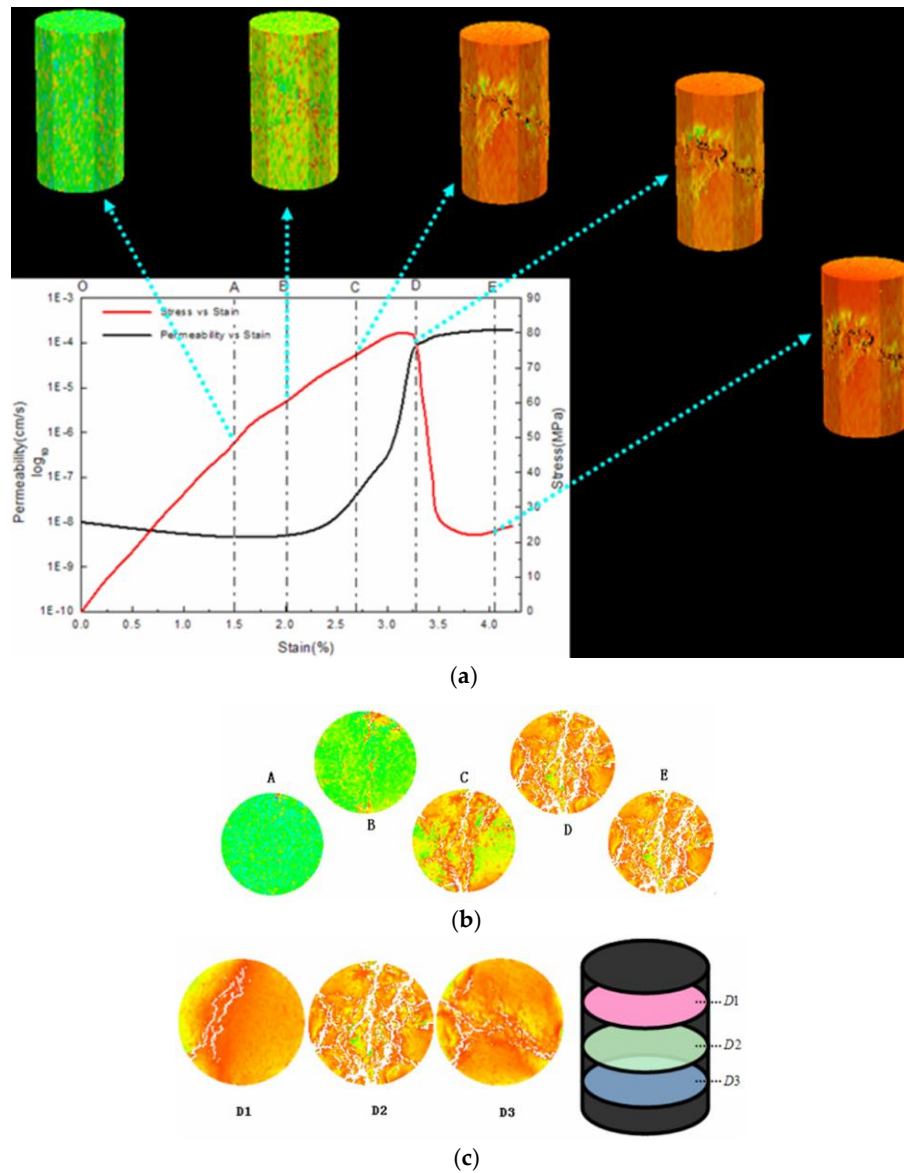 O A B C D E
1E-3 90
Stress vs Stain
Permeability vs Stain
80
1E-4
70
1E-5
60
1E-6
50
40
1E-7
30
1E-8
20
1E-9
10
1E-10 0
Permeability(cm/s)
log10
Stress(MPa)
0.0 0.5 1.0 1.5 2.0 2.5 3.0 3.5 4.0
Stain(%)
(a)
A C E
B D
(b)
D1
D2
D3
D1 D2 D3
(c)